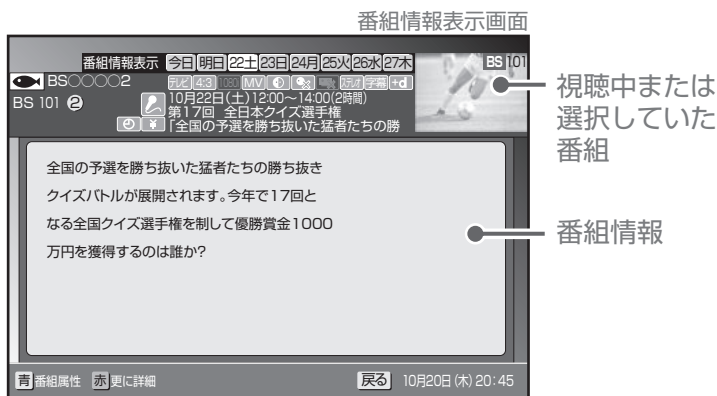 番組情報表示画面
番組情報表示 今日 明日 22土 23日 24月 25火 26水 27木
BS 101
BS〇〇〇〇2
テレビ 4:3 1080 MV ステレオ 字幕 +d
BS 101 ②
10月22日(土)12:00～14:00(2時間)
第17回 全日本クイズ選手権
¥ 「全国の予選を勝ち抜いた猛者たちの勝
視聴中または
選択していた
番組
全国の予選を勝ち抜いた猛者たちの勝ち抜き
クイズバトルが展開されます。今年で17回と
なる全国クイズ選手権を制して優勝賞金1000
万円を獲得するのは誰か?
番組情報
青 番組属性 赤 更に詳細 戻る 10月20日(木)20:45